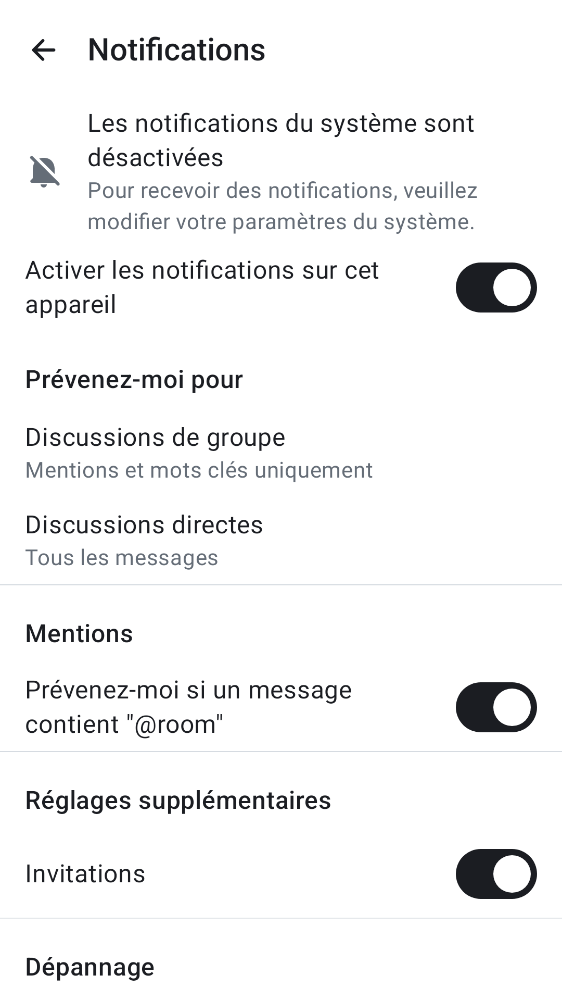 Notifications
Les notifications du système sont
désactivées
Pour recevoir des notifications, veuillez
modifier votre paramètres du système.
Activer les notifications sur cet
appareil
Prévenez-moi pour
Discussions de groupe
Mentions et mots clés uniquement
Discussions directes
Tous les messages
Mentions
Prévenez-moi si un message
contient "@room"
Réglages supplémentaires
Invitations
Dépannage